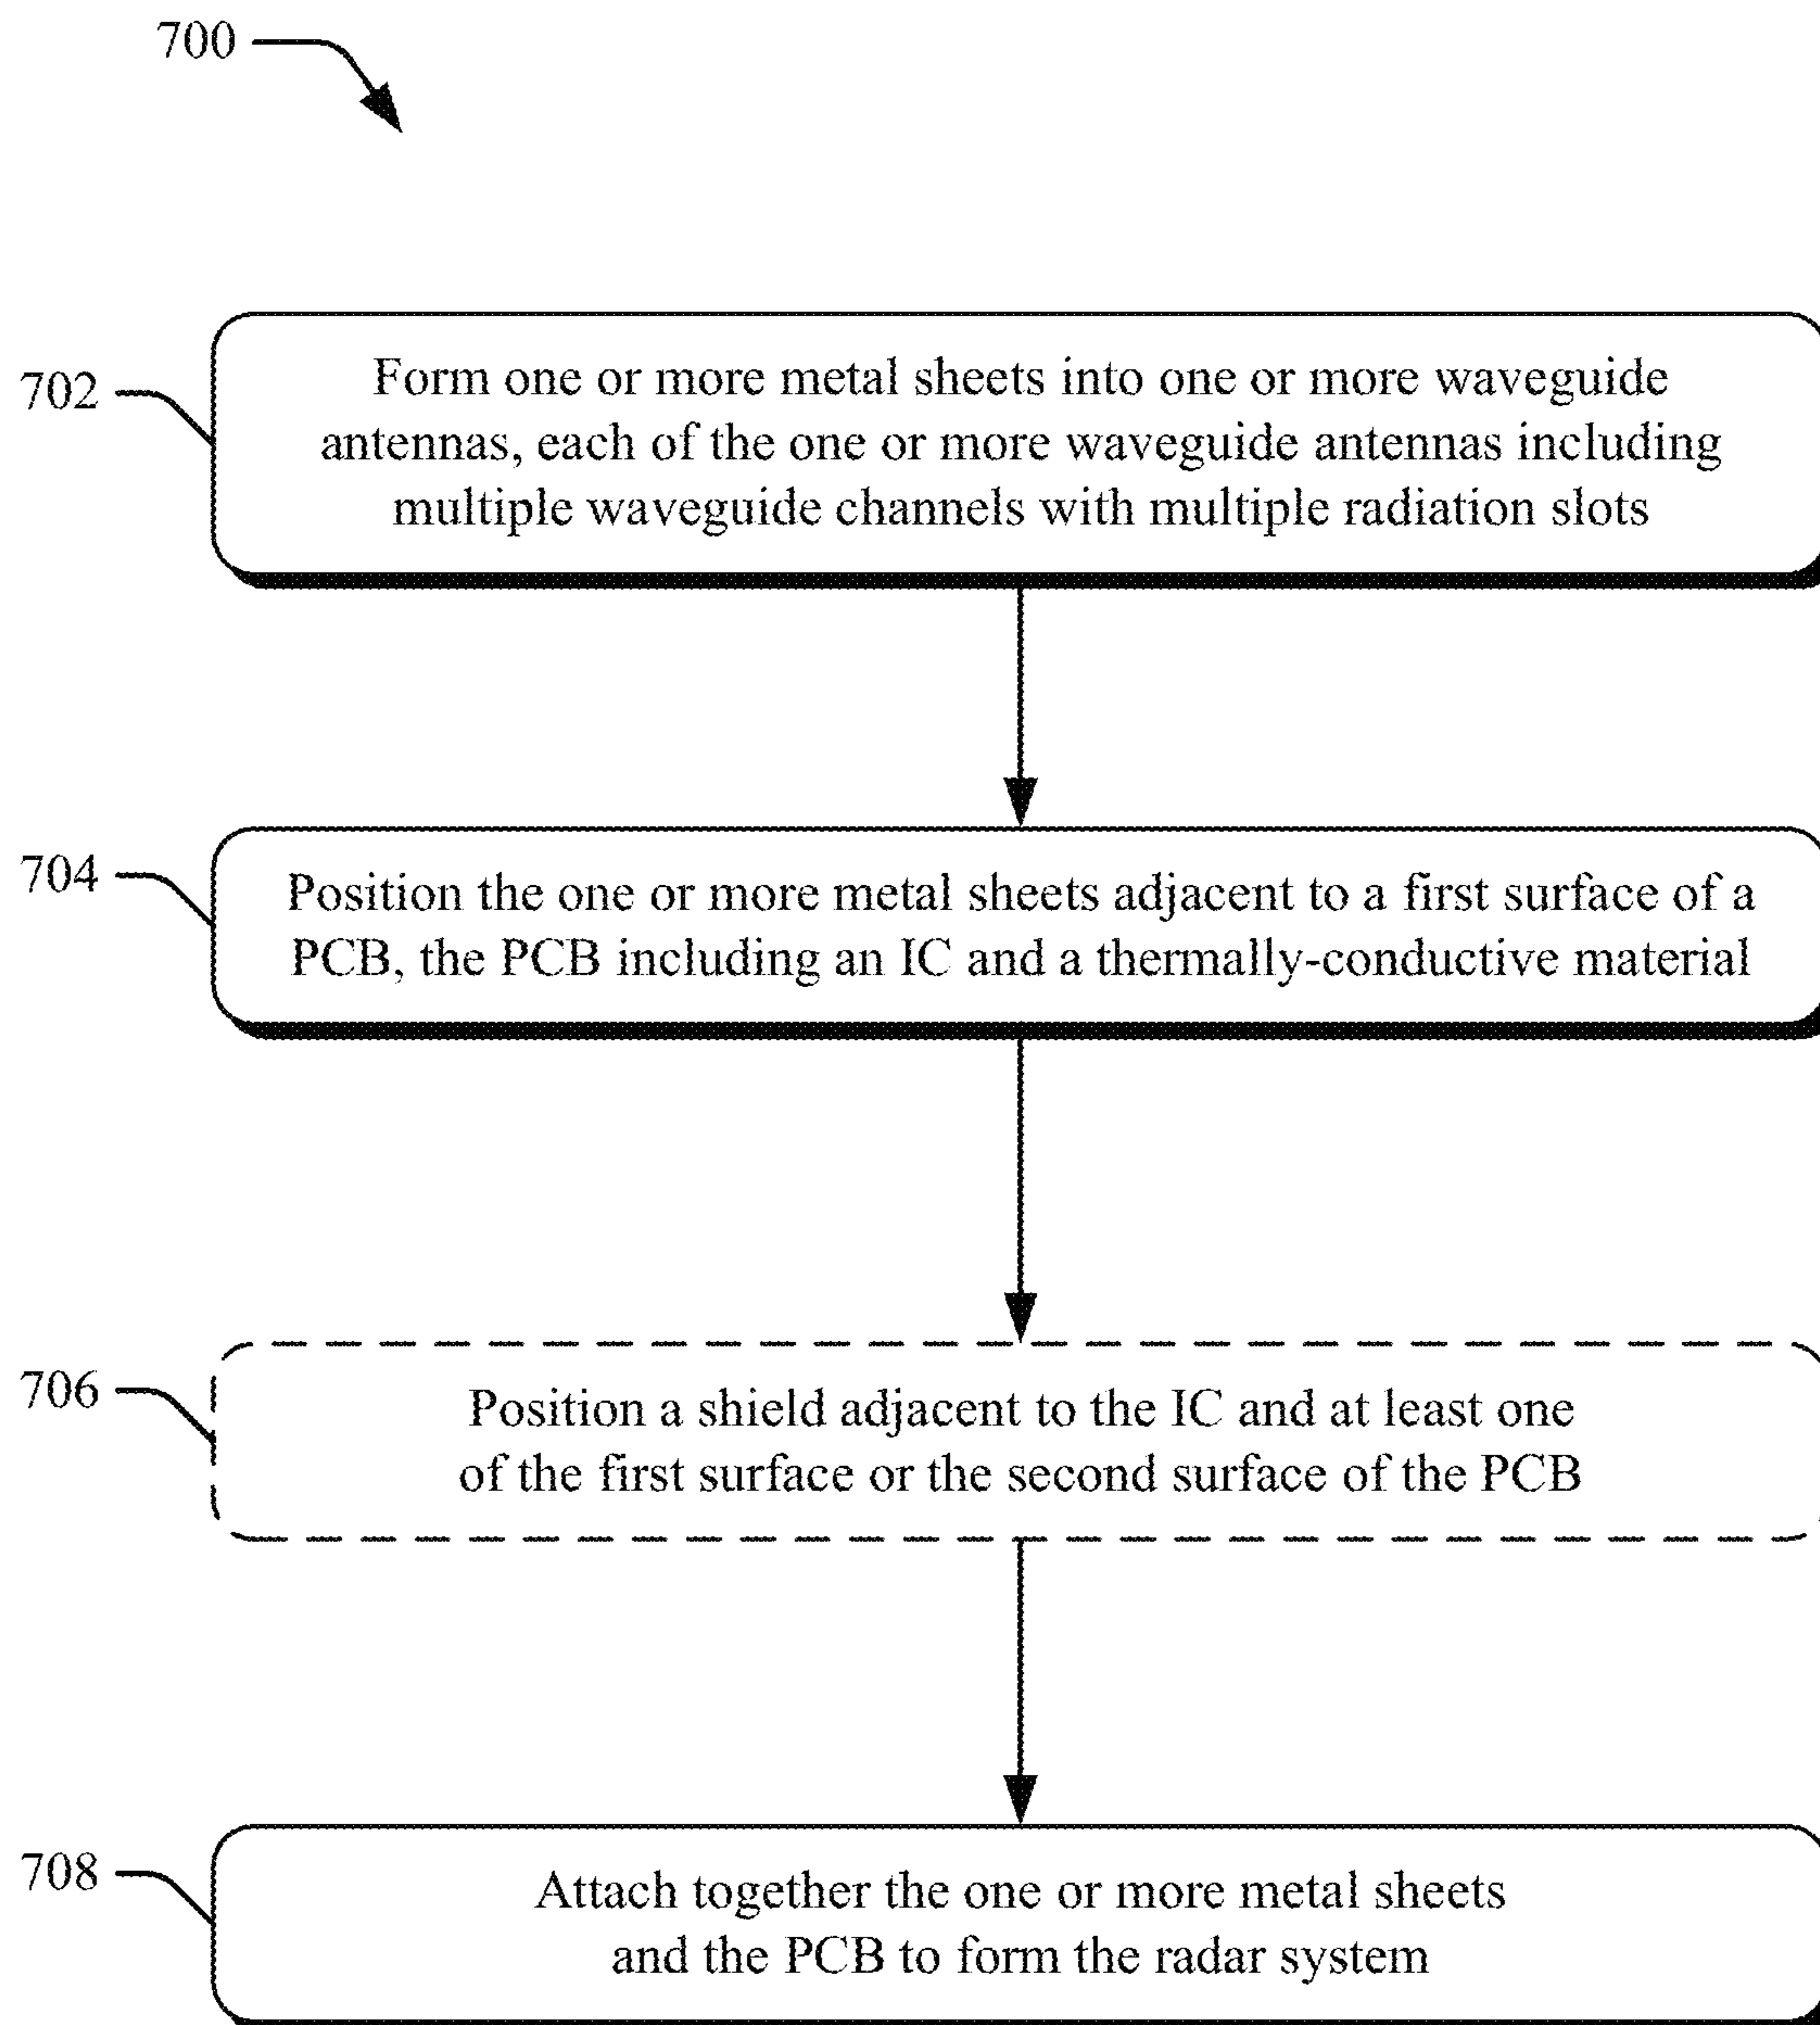 700
702
Form one or more metal sheets into one or more waveguide
antennas, each of the one or more waveguide antennas including
multiple waveguide channels with multiple radiation slots
704
Position the one or more metal sheets adjacent to a first surface of a
PCB, the PCB including an IC and a thermally-conductive material
706
Position a shield adjacent to the IC and at least one
of the first surface or the second surface of the PCB
708
Attach together the one or more metal sheets
and the PCB to form the radar system